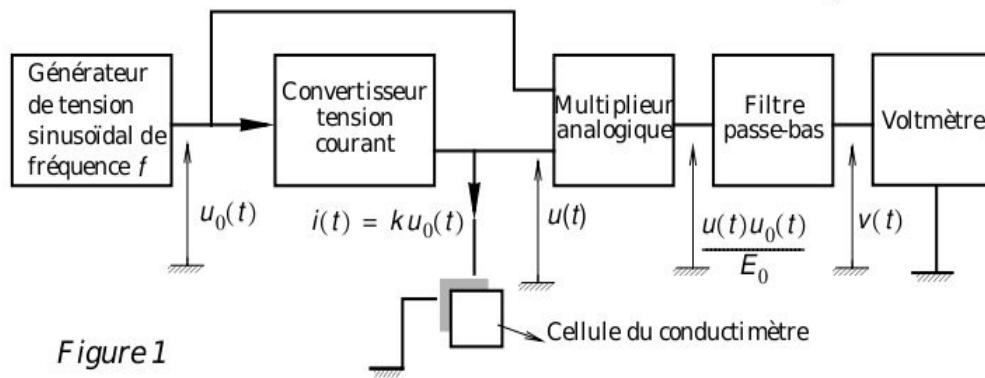 Générateur
de tension
sinusoïdal de
fréquence f
Convertisseur
tension
courant
Multiplieur
analogique
Filtre
passe-bas
Voltmètre
u₀(t)
i(t) = ku₀(t)
u(t)
u(t)u₀(t)
E₀
v(t)
Cellule du conductimètre
Figure 1